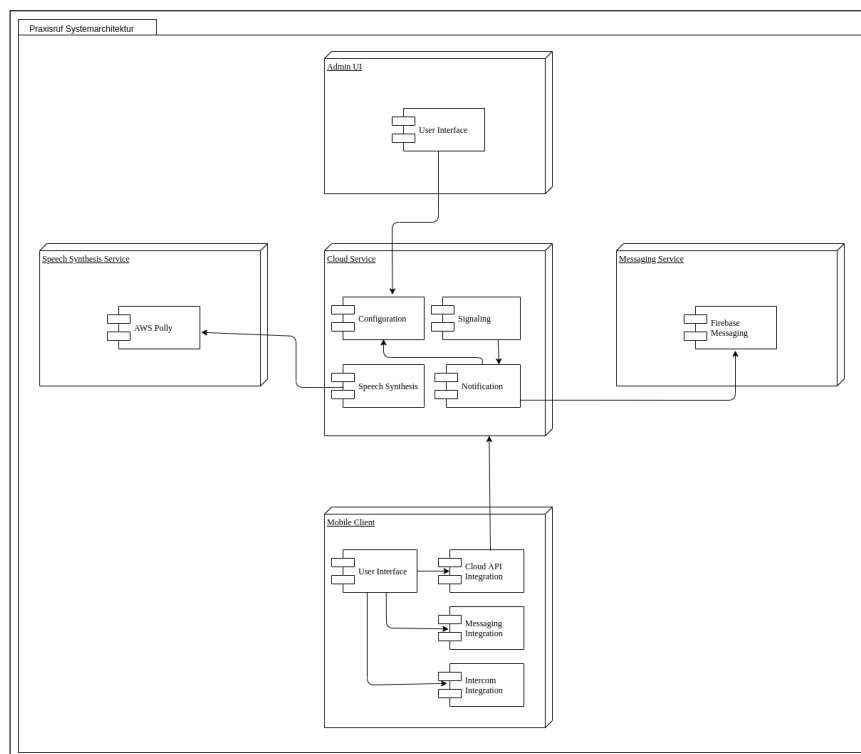 Praxisruf Systemarchitektur
Admin UI
User Interface
Speech Synthesis Service
AWS Polly
Cloud Service
Configuration
Signaling
Speech Synthesis
Notification
Messaging Service
Firebase
Messaging
Mobile Client
User Interface
Cloud API
Integration
Messaging
Integration
Intercom
Integration